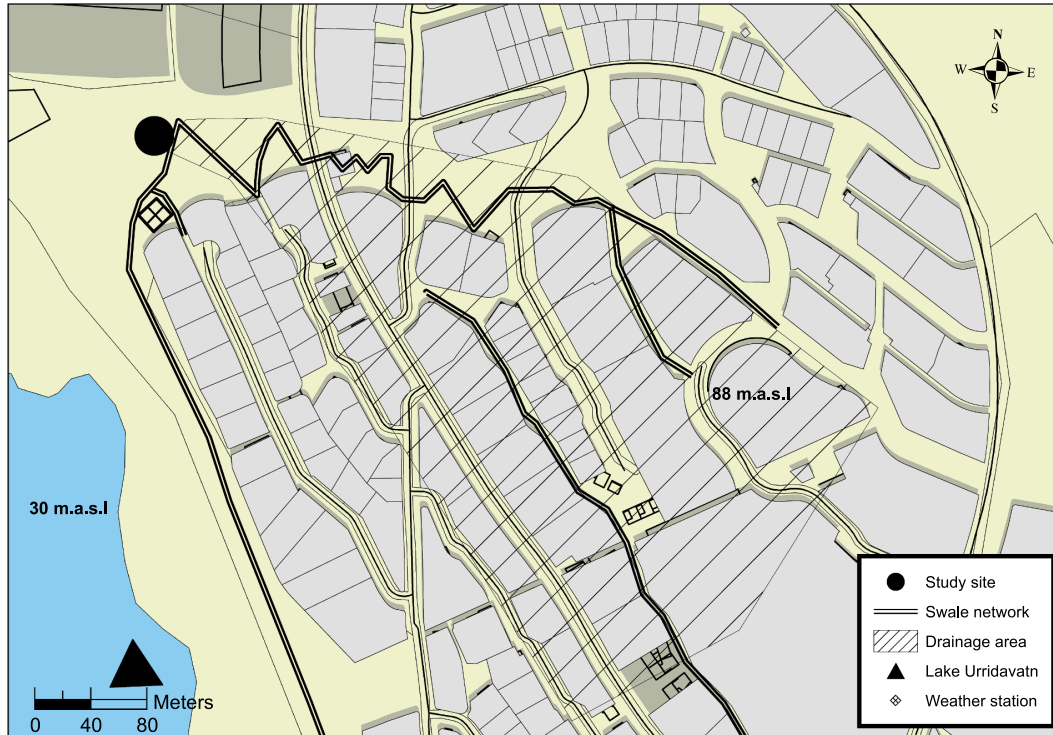 N
W E
S
88 m.a.s.l
30 m.a.s.l
Study site
Swale network
Drainage area
Lake Urridavatn
Weather station
Meters
0 40 80